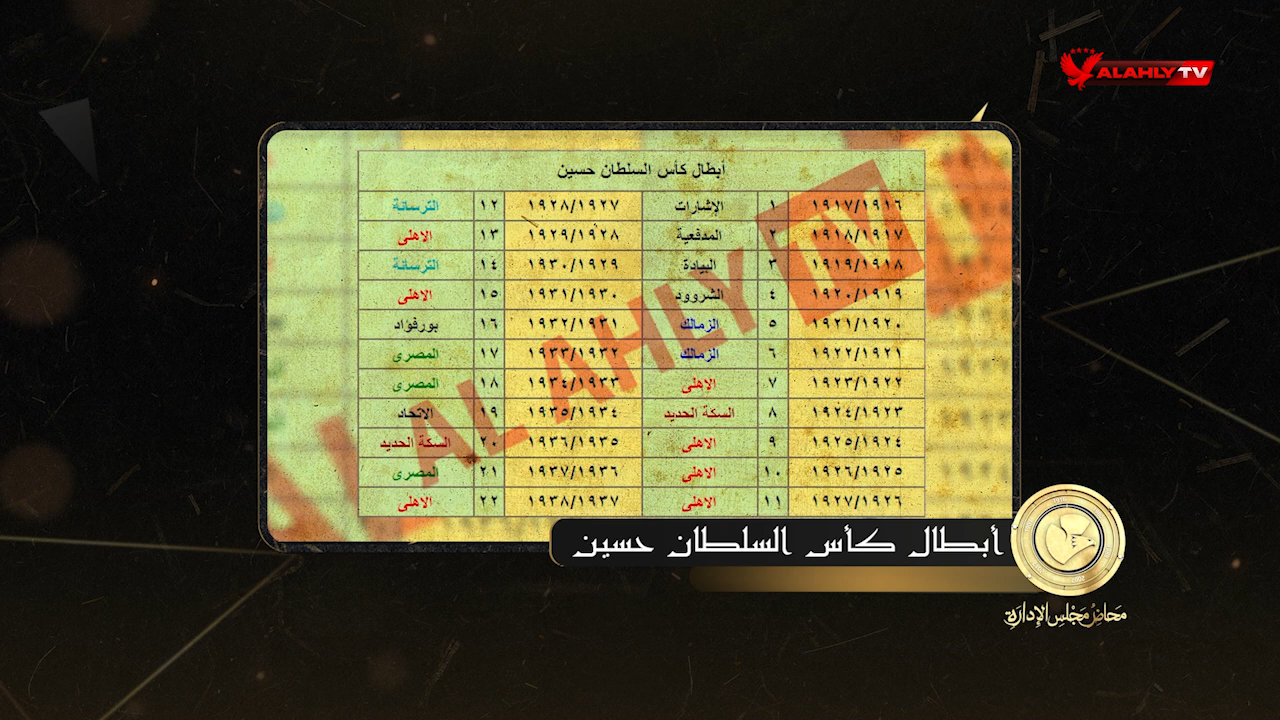 ALAHLY TV
أبطال كأس السلطان حسين
١٩١٧/١٩١٦ ١ الإشارات ١٩٢٨/١٩٢٧ ١٢ الترسانة
١٩١٨/١٩١٧ ٢ المدفعية ١٩٢٩/١٩٢٨ ١٣ الاهلى
١٩١٩/١٩١٨ ٣ البيادة ١٩٣٠/١٩٢٩ ١٤ الترسانة
١٩٢٠/١٩١٩ ٤ الشروود ١٩٣١/١٩٣٠ ١٥ الاهلى
١٩٢١/١٩٢٠ ٥ الزمالك ١٩٣٢/١٩٣١ ١٦ بورفؤاد
١٩٢٢/١٩٢١ ٦ الزمالك ١٩٣٣/١٩٣٢ ١٧ المصرى
١٩٢٣/١٩٢٢ ٧ الاهلى ١٩٣٤/١٩٣٣ ١٨ المصرى
١٩٢٤/١٩٢٣ ٨ السكة الحديد ١٩٣٥/١٩٣٤ ١٩ الاتحاد
١٩٢٥/١٩٢٤ ٩ الاهلى ١٩٣٦/١٩٣٥ ٢٠ السكة الحديد
١٩٢٦/١٩٢٥ ١٠ الاهلى ١٩٣٧/١٩٣٦ ٢١ المصرى
١٩٢٧/١٩٢٦ ١١ الاهلى ١٩٣٨/١٩٣٧ ٢٢ الاهلى
AL AHLY TV
أبطال كأس السلطان حسين
محاضر مجلس الإدارة